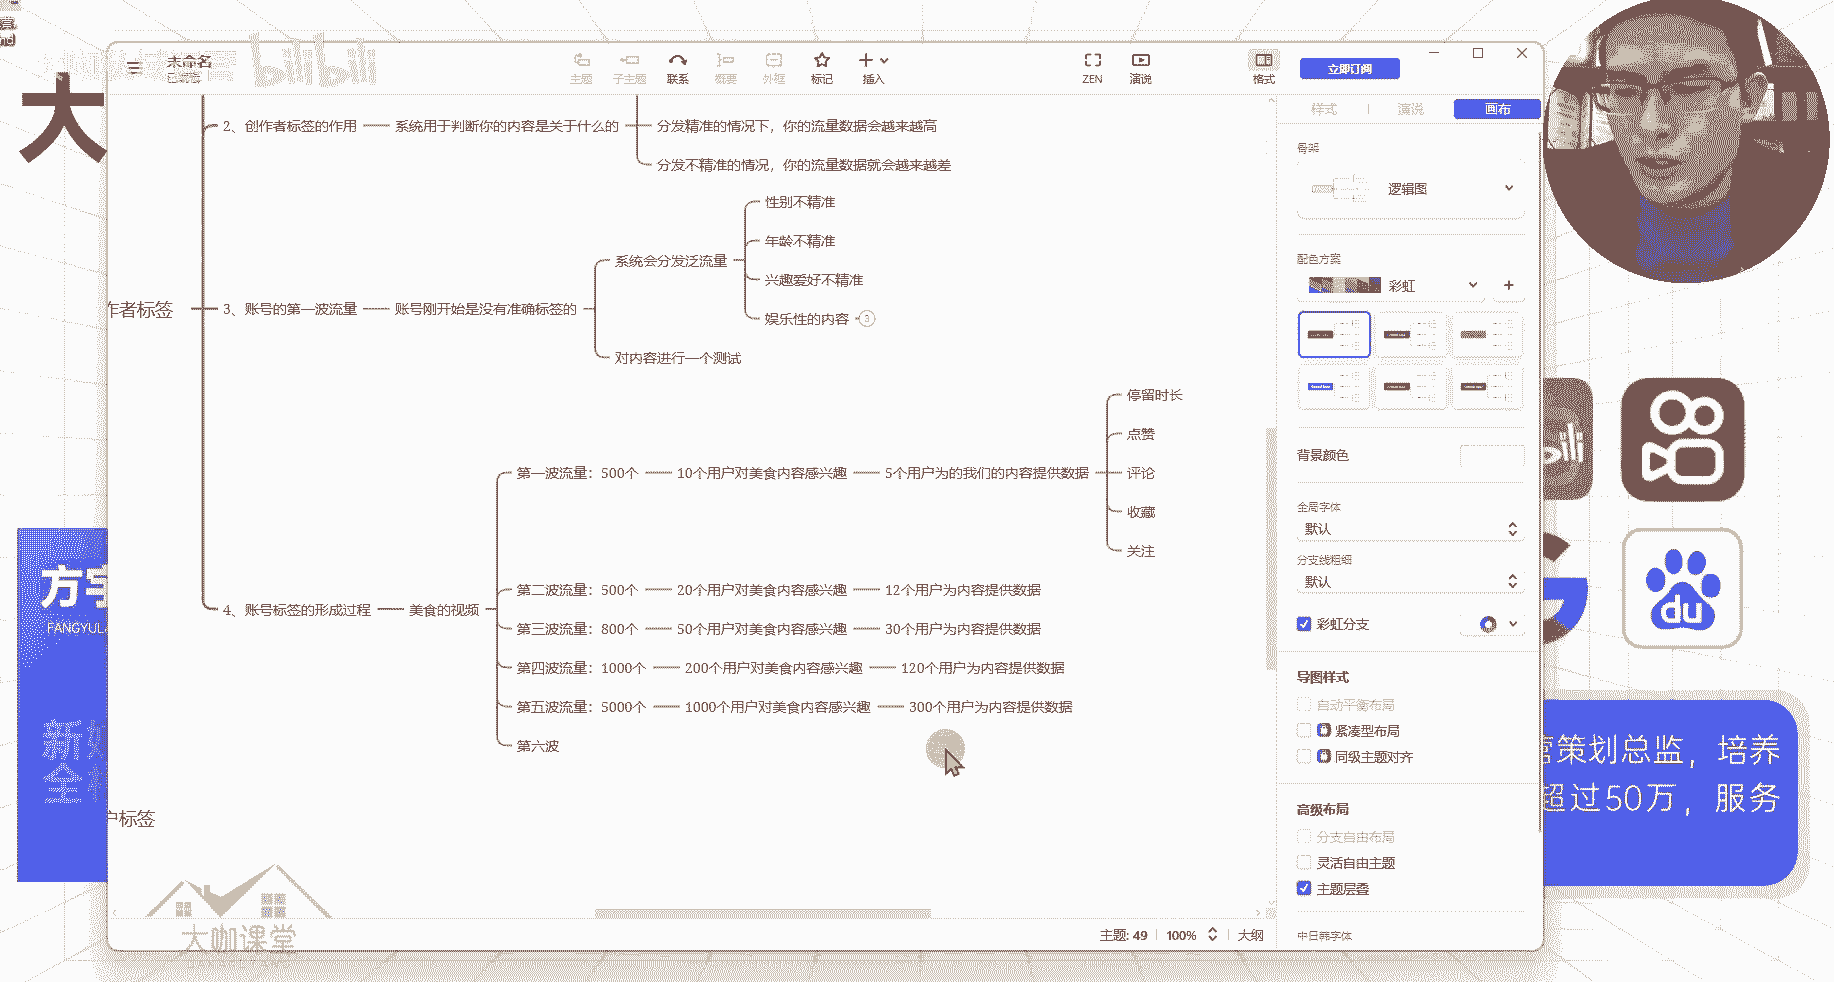 大
未命名
bilibili
主题
子主题
联系
概要
外框
标记
插入
ZEN
演说
格式
立即订阅
样式
演说
画布
2、创作者标签的作用
系统用于判断你的内容是关于什么的
分发精准的情况下，你的流量数据会越来越高
分发不精准的情况，你的流量数据就会越来越差
作者标签
3、账号的第一波流量
账号刚开始是没有准确标签的
系统会分发泛流量
性别不精准
年龄不精准
兴趣爱好不精准
娱乐性的内容
3
对内容进行一个测试
4、账号标签的形成过程
美食的视频
第一波流量：500个
10个用户对美食内容感兴趣
5个用户为的我们的内容提供数据
停留时长
点赞
评论
收藏
关注
第二波流量：500个
20个用户对美食内容感兴趣
12个用户为内容提供数据
第三波流量：800个
50个用户对美食内容感兴趣
30个用户为内容提供数据
第四波流量：1000个
200个用户对美食内容感兴趣
120个用户为内容提供数据
第五波流量：5000个
1000个用户对美食内容感兴趣
300个用户为内容提供数据
第六波
户标签
骨架
逻辑图
配色方案
彩虹
背景颜色
全局字体
默认
分支线粗细
默认
彩虹分支
导图样式
自动平衡布局
紧凑型布局
同级主题对齐
高级布局
分支自由布局
灵活自由主题
主题层叠
中日韩字体
主题: 49
100%
大纲
大咖课堂
方宇
FANGYUL
新
全
du
营策划总监，培养
超过50万，服务